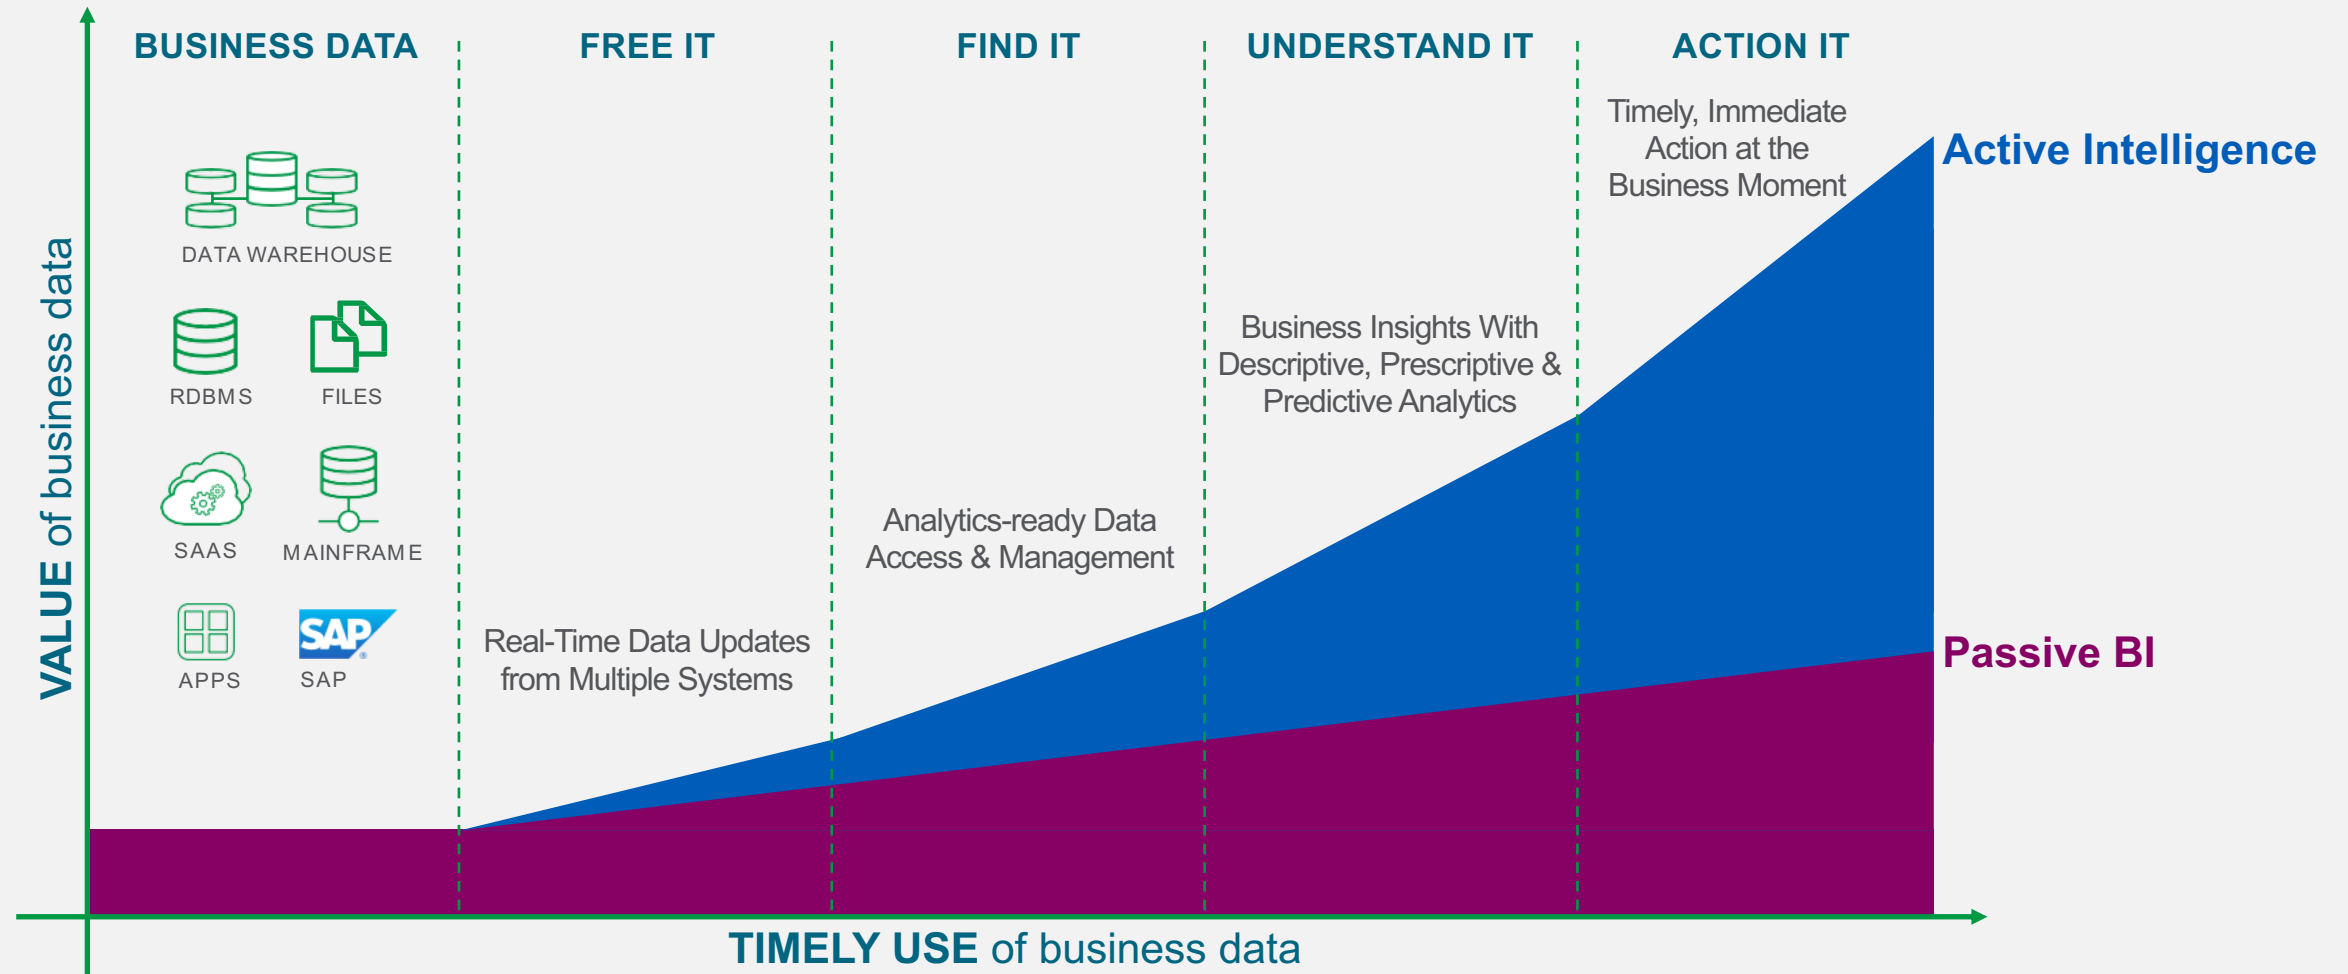 BUSINESS DATA
FREE IT
FIND IT
UNDERSTAND IT
ACTION IT
Timely, Immediate
Action at the
Business Moment
Active Intelligence
DATA WAREHOUSE
RDBMS
FILES
Business Insights With
Descriptive, Prescriptive &
Predictive Analytics
SAAS
MAINFRAME
Analytics-ready Data
Access & Management
SAP®
APPS
SAP
Real-Time Data Updates
from Multiple Systems
Passive BI
VALUE of business data
TIMELY USE of business data